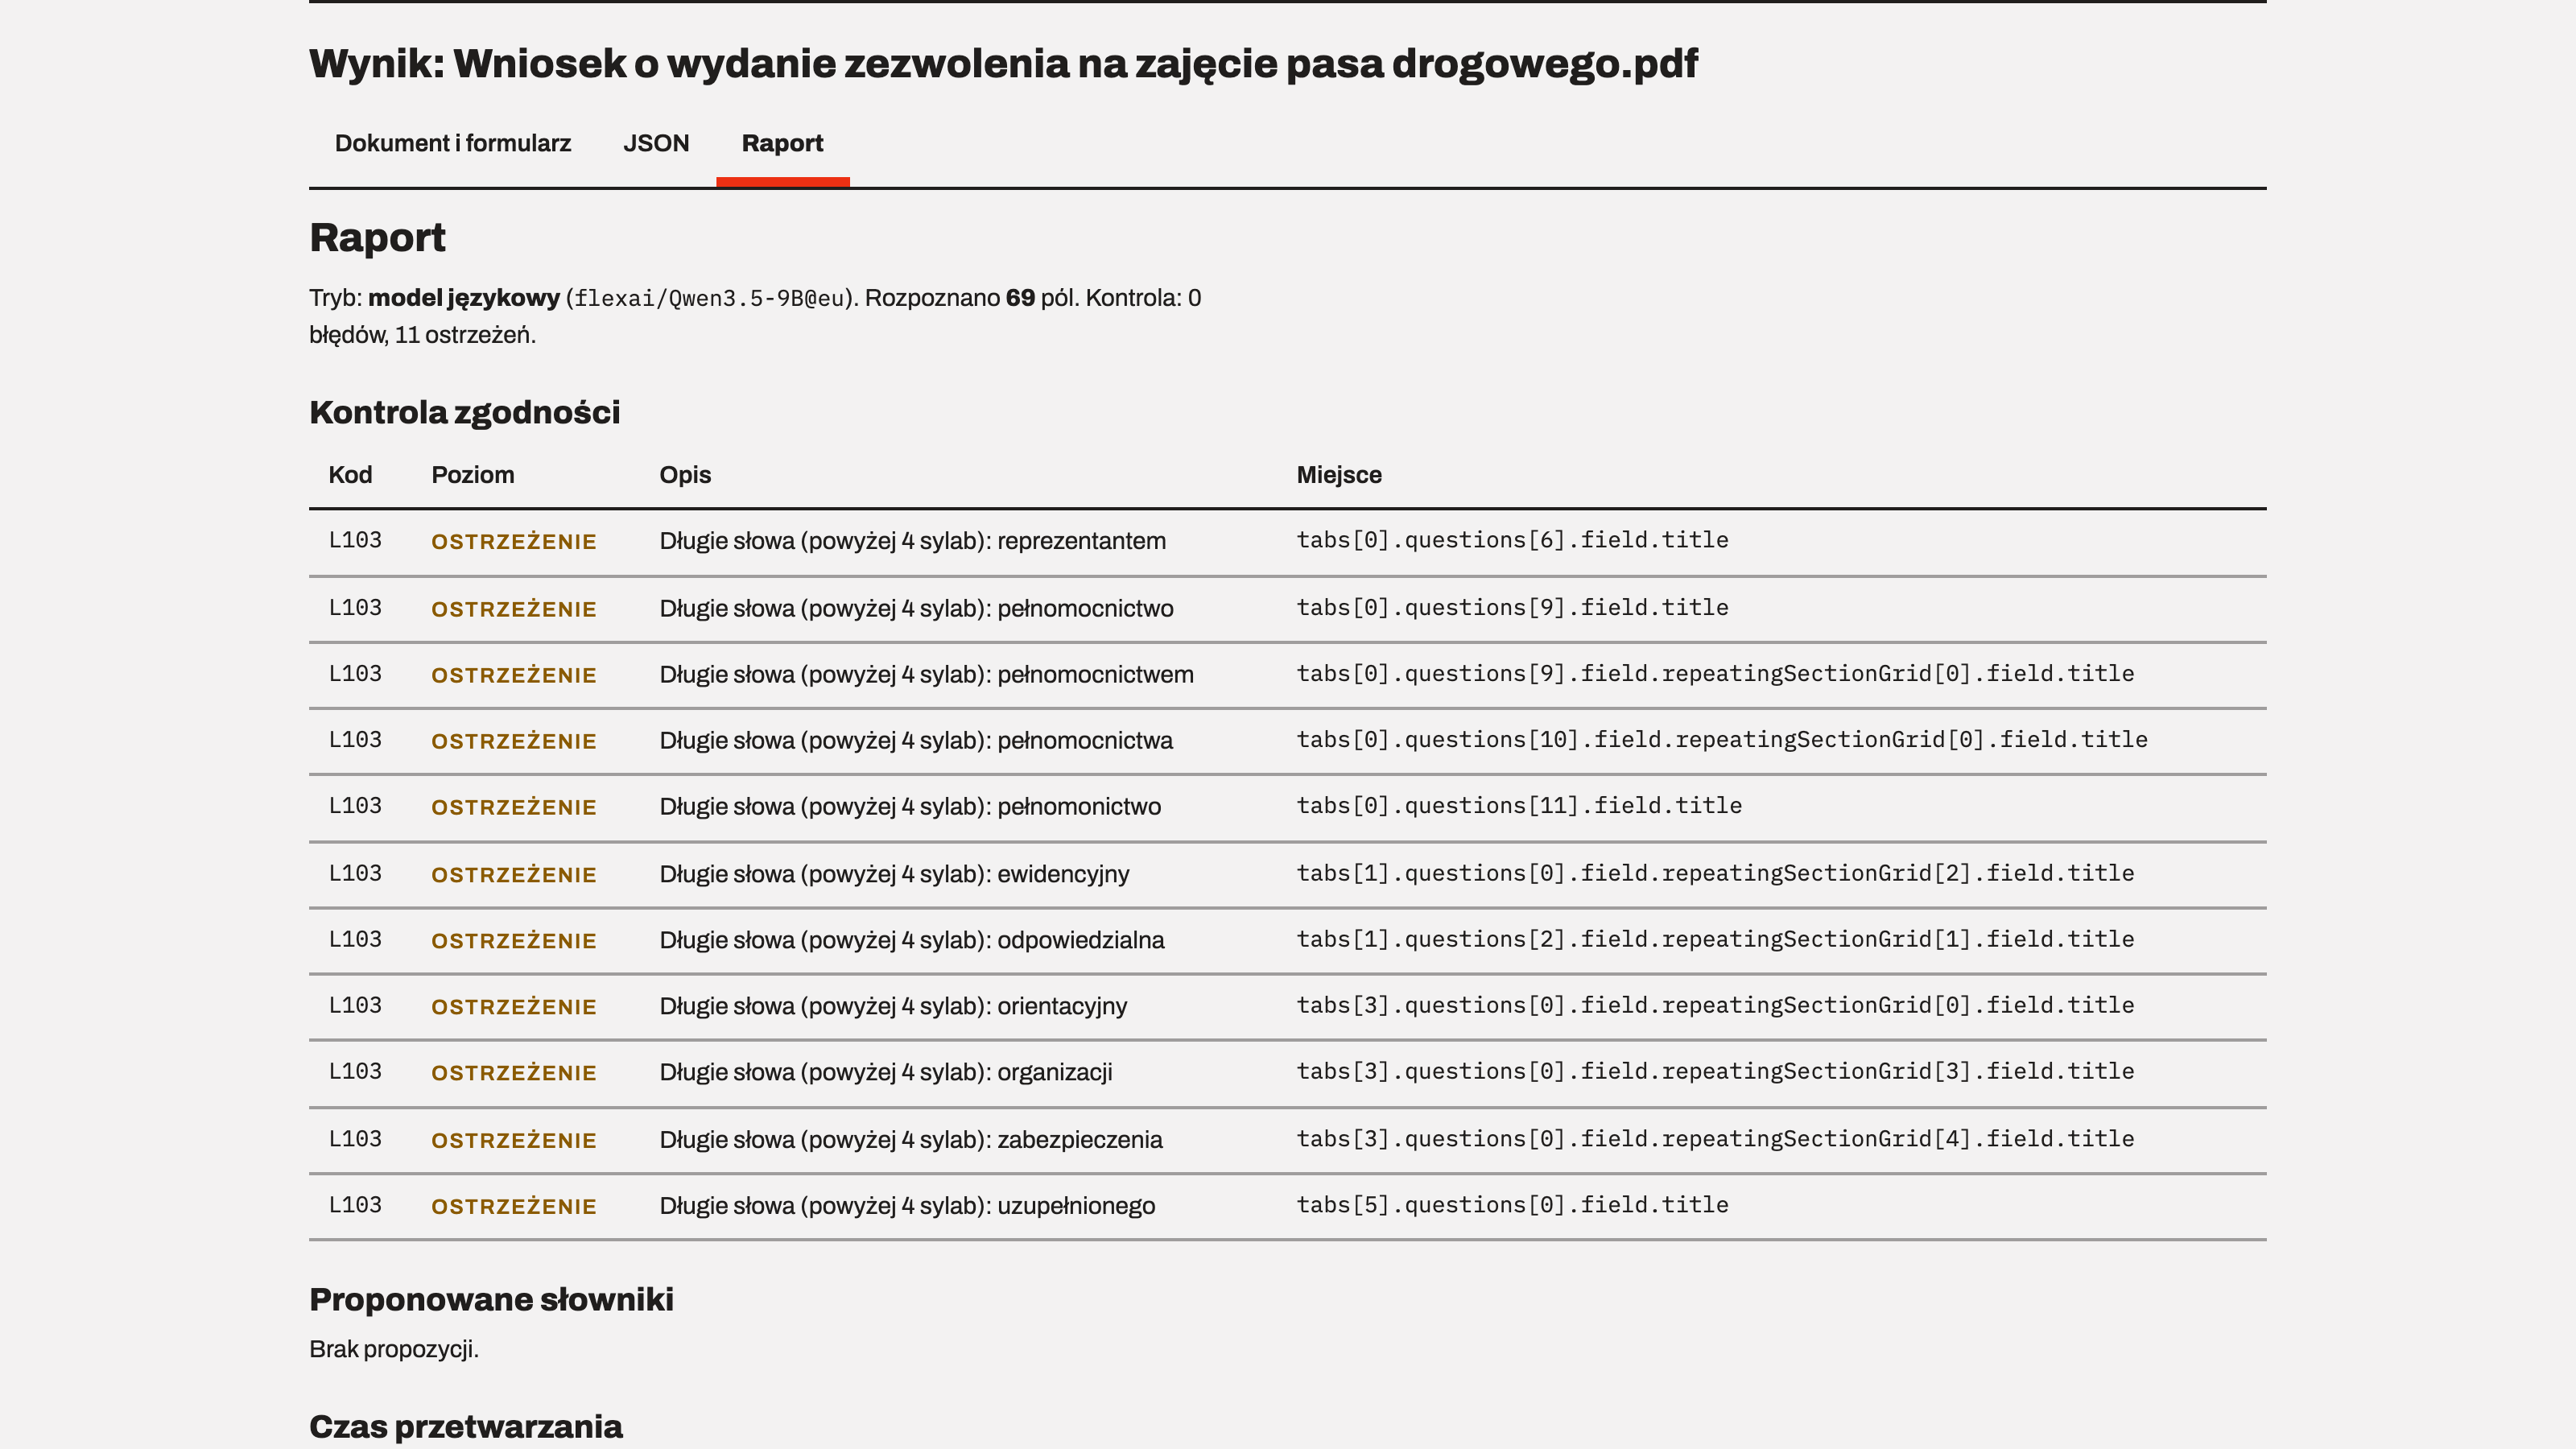 Wynik: Wniosek o wydanie zezwolenia na zajęcie pasa drogowego.pdf
Dokument i formularz JSON Raport
Raport
Tryb: model językowy (flexai/Qwen3.5-9B@eu). Rozpoznano 69 pól. Kontrola: 0
błędów, 11 ostrzeżeń.
Kontrola zgodności
Kod Poziom Opis Miejsce
L103 OSTRZEŻENIE Długie słowa (powyżej 4 sylab): reprezentantem tabs[0].questions[6].field.title
L103 OSTRZEŻENIE Długie słowa (powyżej 4 sylab): pełnomocnictwo tabs[0].questions[9].field.title
L103 OSTRZEŻENIE Długie słowa (powyżej 4 sylab): pełnomocnictwem tabs[0].questions[9].field.repeatingSectionGrid[0].field.title
L103 OSTRZEŻENIE Długie słowa (powyżej 4 sylab): pełnomocnictwa tabs[0].questions[10].field.repeatingSectionGrid[0].field.title
L103 OSTRZEŻENIE Długie słowa (powyżej 4 sylab): pełnomonictwo tabs[0].questions[11].field.title
L103 OSTRZEŻENIE Długie słowa (powyżej 4 sylab): ewidencyjny tabs[1].questions[0].field.repeatingSectionGrid[2].field.title
L103 OSTRZEŻENIE Długie słowa (powyżej 4 sylab): odpowiedzialna tabs[1].questions[2].field.repeatingSectionGrid[1].field.title
L103 OSTRZEŻENIE Długie słowa (powyżej 4 sylab): orientacyjny tabs[3].questions[0].field.repeatingSectionGrid[0].field.title
L103 OSTRZEŻENIE Długie słowa (powyżej 4 sylab): organizacji tabs[3].questions[0].field.repeatingSectionGrid[3].field.title
L103 OSTRZEŻENIE Długie słowa (powyżej 4 sylab): zabezpieczenia tabs[3].questions[0].field.repeatingSectionGrid[4].field.title
L103 OSTRZEŻENIE Długie słowa (powyżej 4 sylab): uzupełnionego tabs[5].questions[0].field.title
Proponowane słowniki
Brak propozycji.
Czas przetwarzania